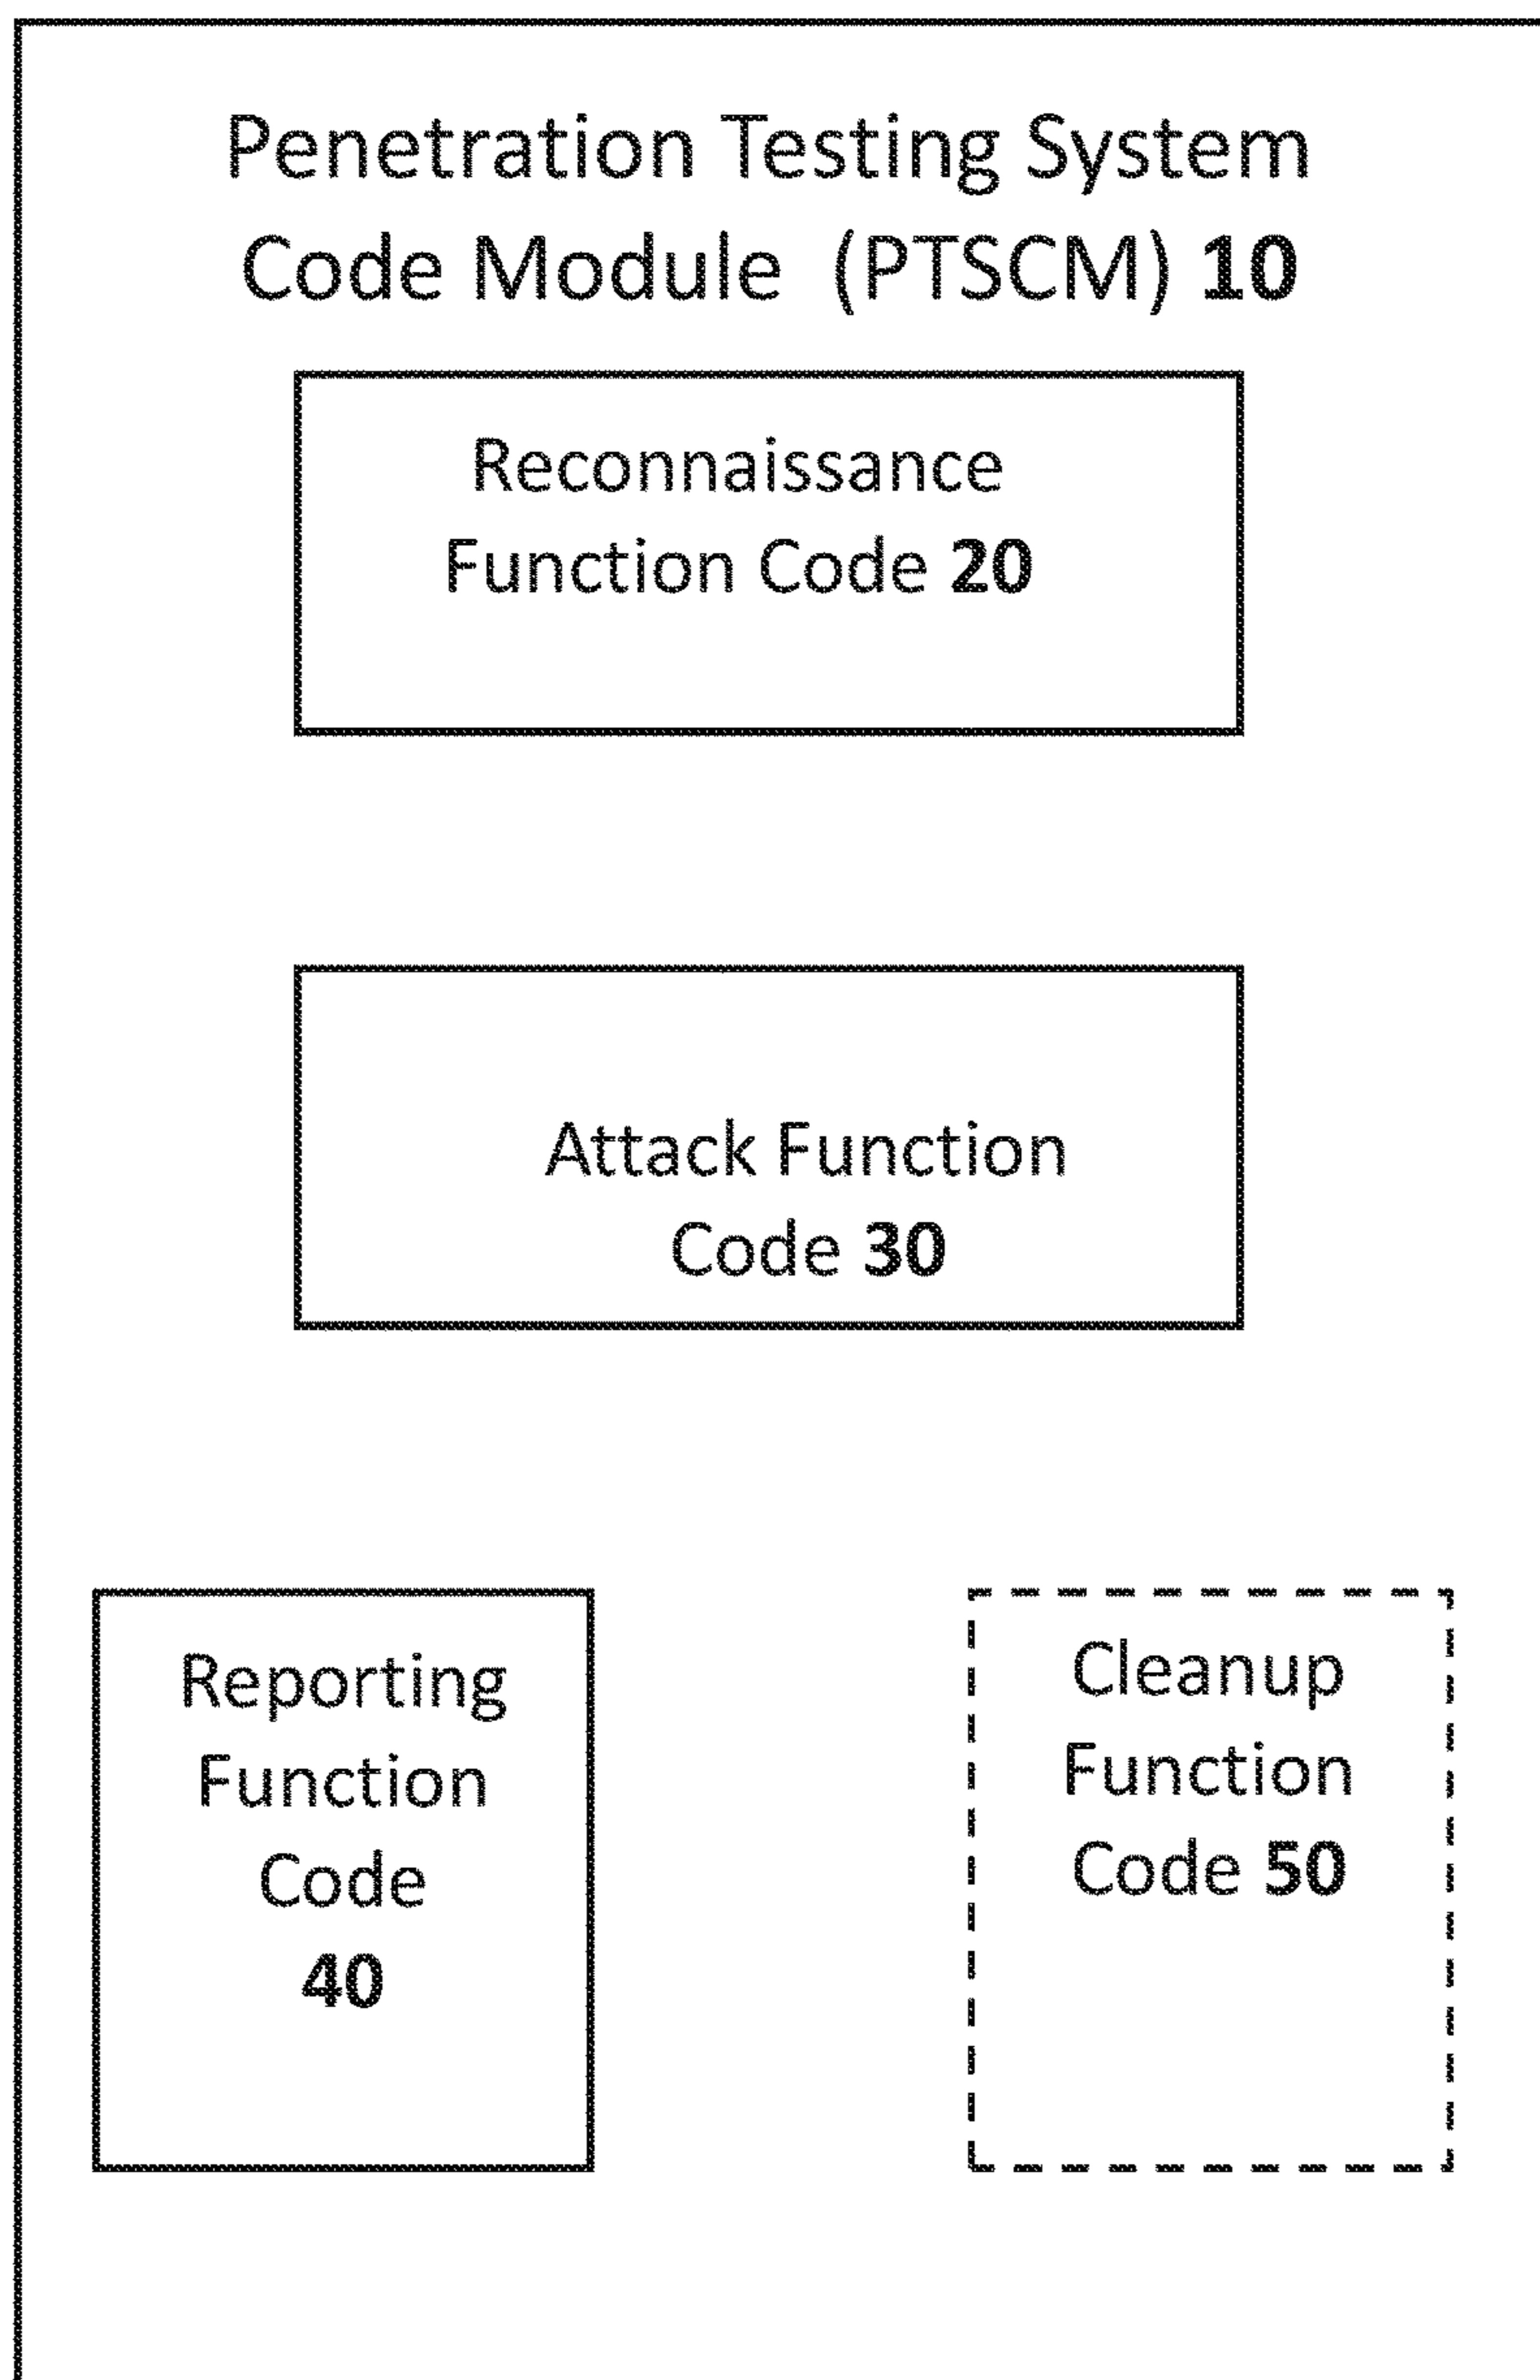 Penetration Testing System
Code Module (PTSCM) 10
Reconnaissance
Function Code 20
Attack Function
Code 30
Reporting
Function
Code
40
Cleanup
Function
Code 50